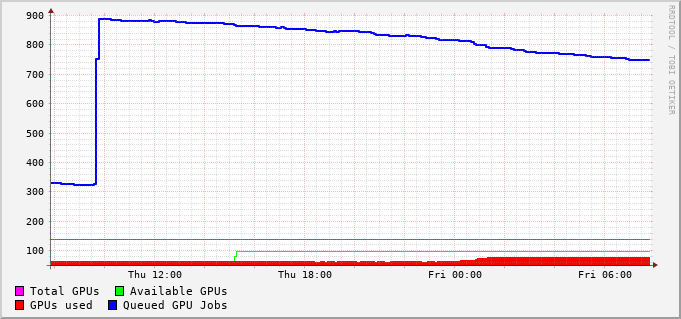 900
800
700
600
500
400
300
200
100
Thu 12:00 Thu 18:00 Fri 00:00 Fri 06:00
Total GPUs Available GPUs
GPUs used Queued GPU Jobs
RRDTOOL / TOBI OETIKER